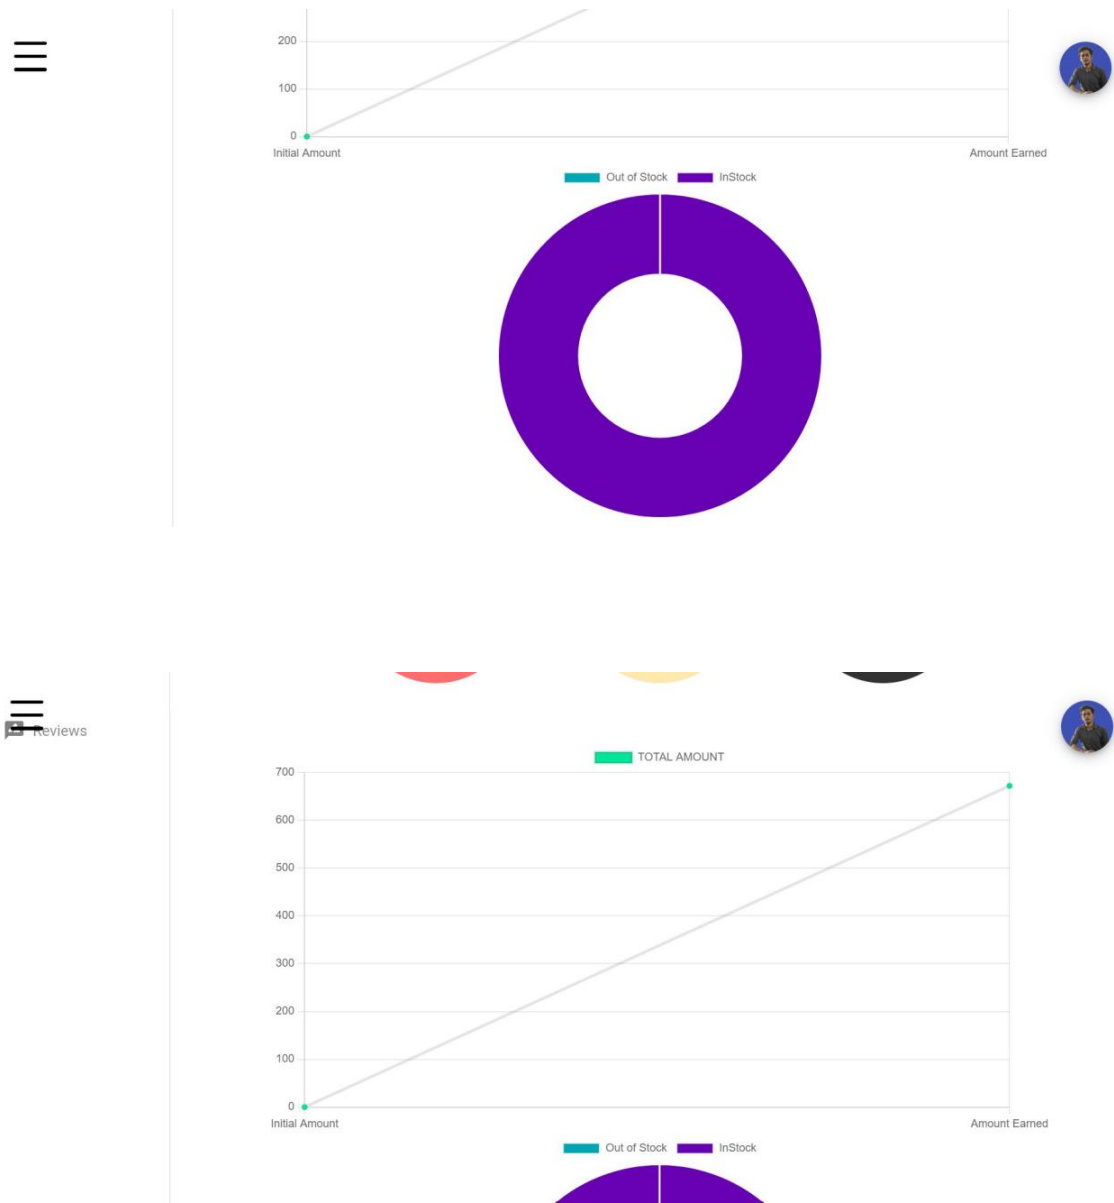 200
100
0
Initial Amount Amount Earned
Out of Stock InStock
Reviews
TOTAL AMOUNT
700
600
500
400
300
200
100
0
Initial Amount Amount Earned
Out of Stock InStock